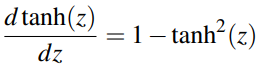 d tanh(z)/dz = 1 − tanh²(z)